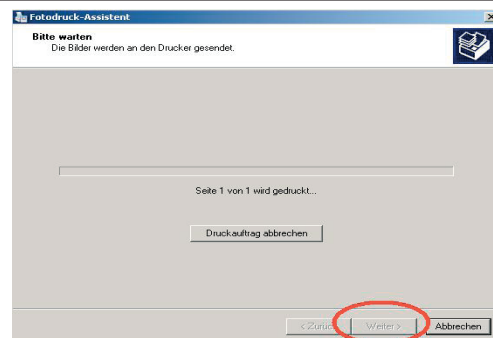 Fotodruck-Assistent
Bitte warten
Die Bilder werden an den Drucker gesendet.
Seite 1 von 1 wird gedruckt...
Druckauftrag abbrechen
< Zurück Weiter > Abbrechen